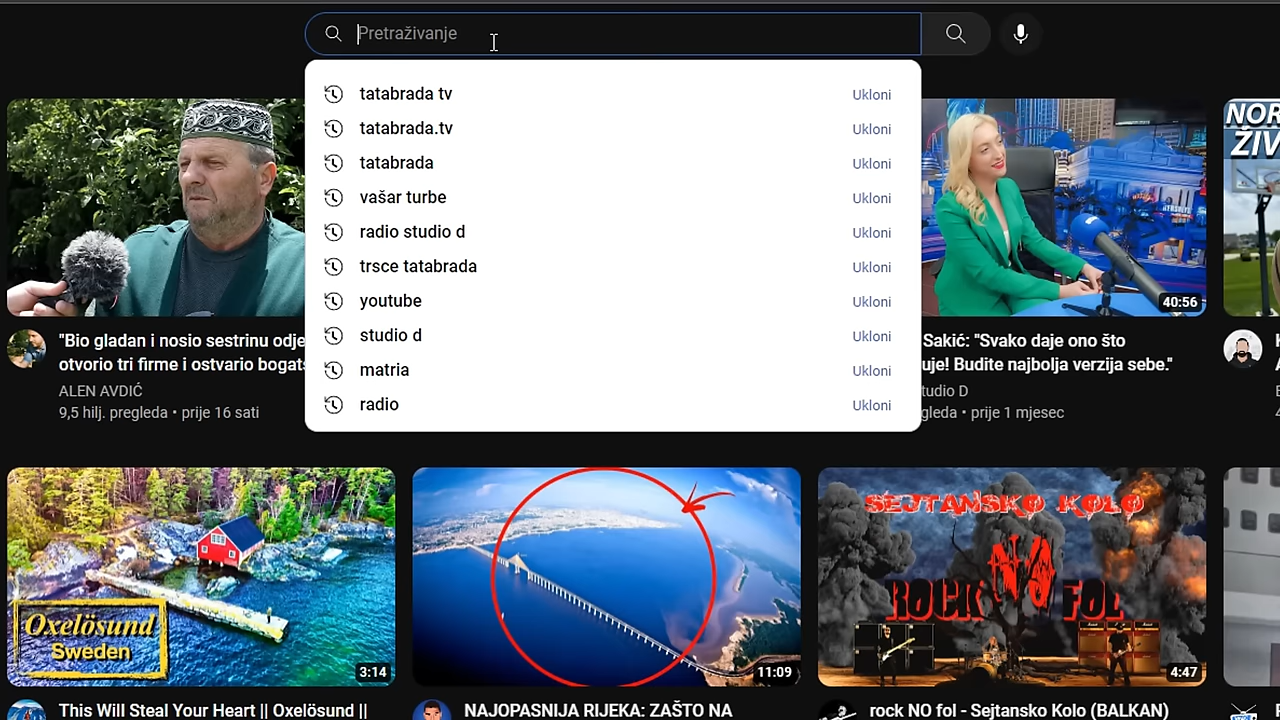 Pretraživanje
tatabrada tv Ukloni
tatabrada.tv Ukloni
tatabrada Ukloni
vašar turbe Ukloni
radio studio d Ukloni
trsce tatabrada Ukloni
youtube Ukloni
studio d Ukloni
matria Ukloni
radio Ukloni
NOR
ŽIV
40:56
"Bio gladan i nosio sestrinu odje
otvorio tri firme i ostvario bogats
ALEN AVDIĆ
9,5 hilj. pregleda • prije 16 sati
Sakić: "Svako daje ono što
uje! Budite najbolja verzija sebe."
tudio D
gleda • prije 1 mjesec
Oxelösund
Sweden
3:14
11:09
SEJTANSKO KOLO
ROCK NO FOL
4:47
This Will Steal Your Heart || Oxelösund ||
NAJOPASNIJA RIJEKA: ZAŠTO NA
rock NO fol - Sejtansko Kolo (BALKAN)